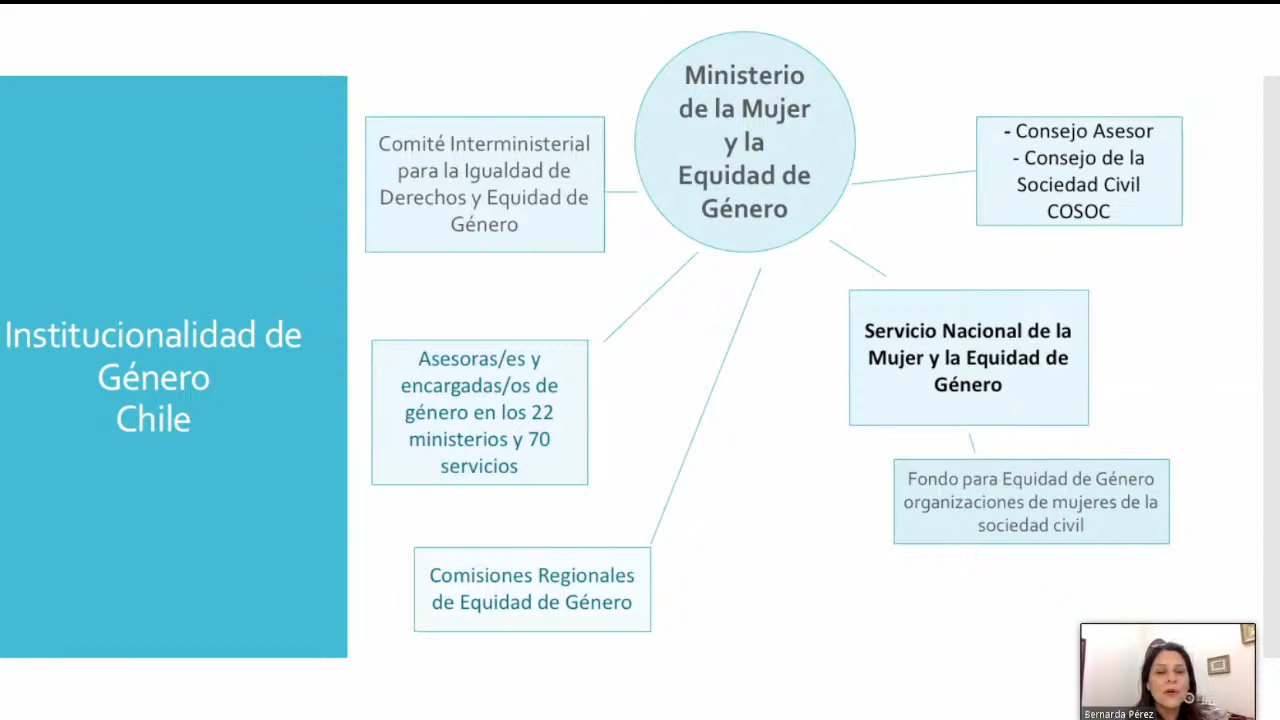 Institucionalidad de
Género
Chile
Ministerio
de la Mujer
y la
Equidad de
Género
Comité Interministerial
para la Igualdad de
Derechos y Equidad de
Género
- Consejo Asesor
- Consejo de la
Sociedad Civil
COSOC
Asesoras/es y
encargadas/os de
género en los 22
ministerios y 70
servicios
Servicio Nacional de la
Mujer y la Equidad de
Género
Fondo para Equidad de Género
organizaciones de mujeres de la
sociedad civil
Comisiones Regionales
de Equidad de Género
Bernarda Pérez